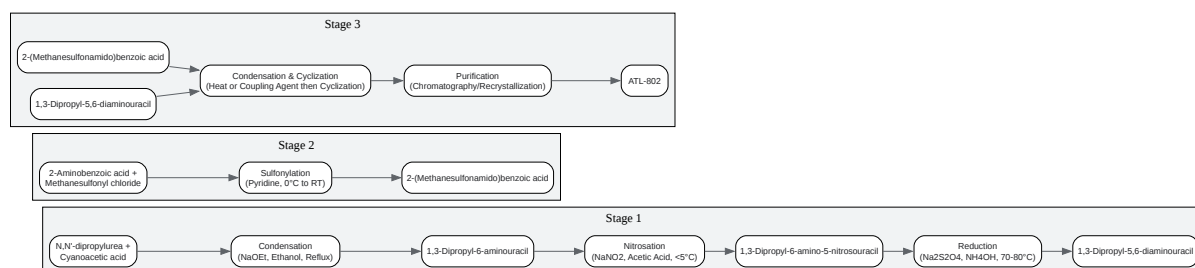 Stage 3
2-(Methanesulfonamido)benzoic acid
1,3-Dipropyl-5,6-diaminouracil
Condensation & Cyclization
(Heat or Coupling Agent then Cyclization)
Purification
(Chromatography/Recrystallization)
ATL-802
Stage 2
2-Aminobenzoic acid +
Methanesulfonyl chloride
Sulfonylation
(Pyridine, 0°C to RT)
2-(Methanesulfonamido)benzoic acid
Stage 1
N,N'-dipropylurea +
Cyanoacetic acid
Condensation
(NaOEt, Ethanol, Reflux)
1,3-Dipropyl-6-aminouracil
Nitrosation
(NaNO2, Acetic Acid, <5°C)
1,3-Dipropyl-6-amino-5-nitrosouracil
Reduction
(Na2S2O4, NH4OH, 70-80°C)
1,3-Dipropyl-5,6-diaminouracil